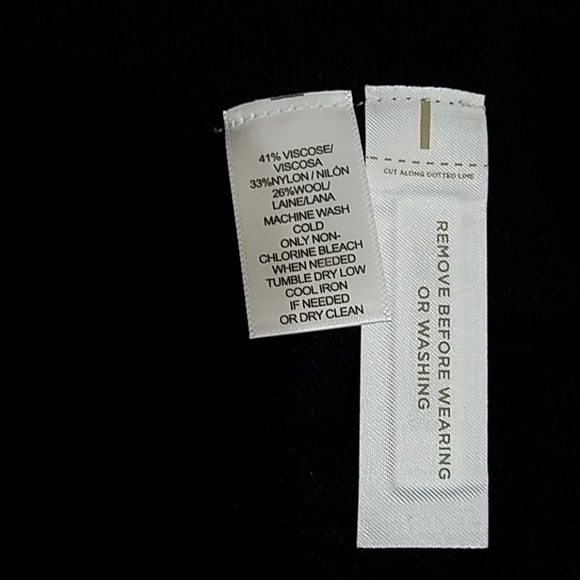 41% VISCOSE/
VISCOSA
33%NYLON / NILÓN
26%WOOL/
LAINE/LANA
MACHINE WASH
COLD
ONLY NON-
CHLORINE BLEACH
WHEN NEEDED
TUMBLE DRY LOW
COOL IRON
IF NEEDED
OR DRY CLEAN
CUT ALONG DOTTED LINE
REMOVE BEFORE WEARING
OR WASHING